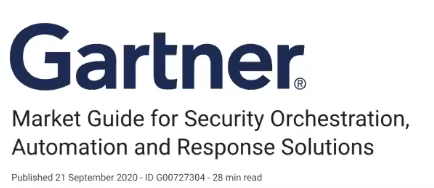 Gartner®
Market Guide for Security Orchestration,
Automation and Response Solutions
Published 21 September 2020 - ID G00727304 - 28 min read